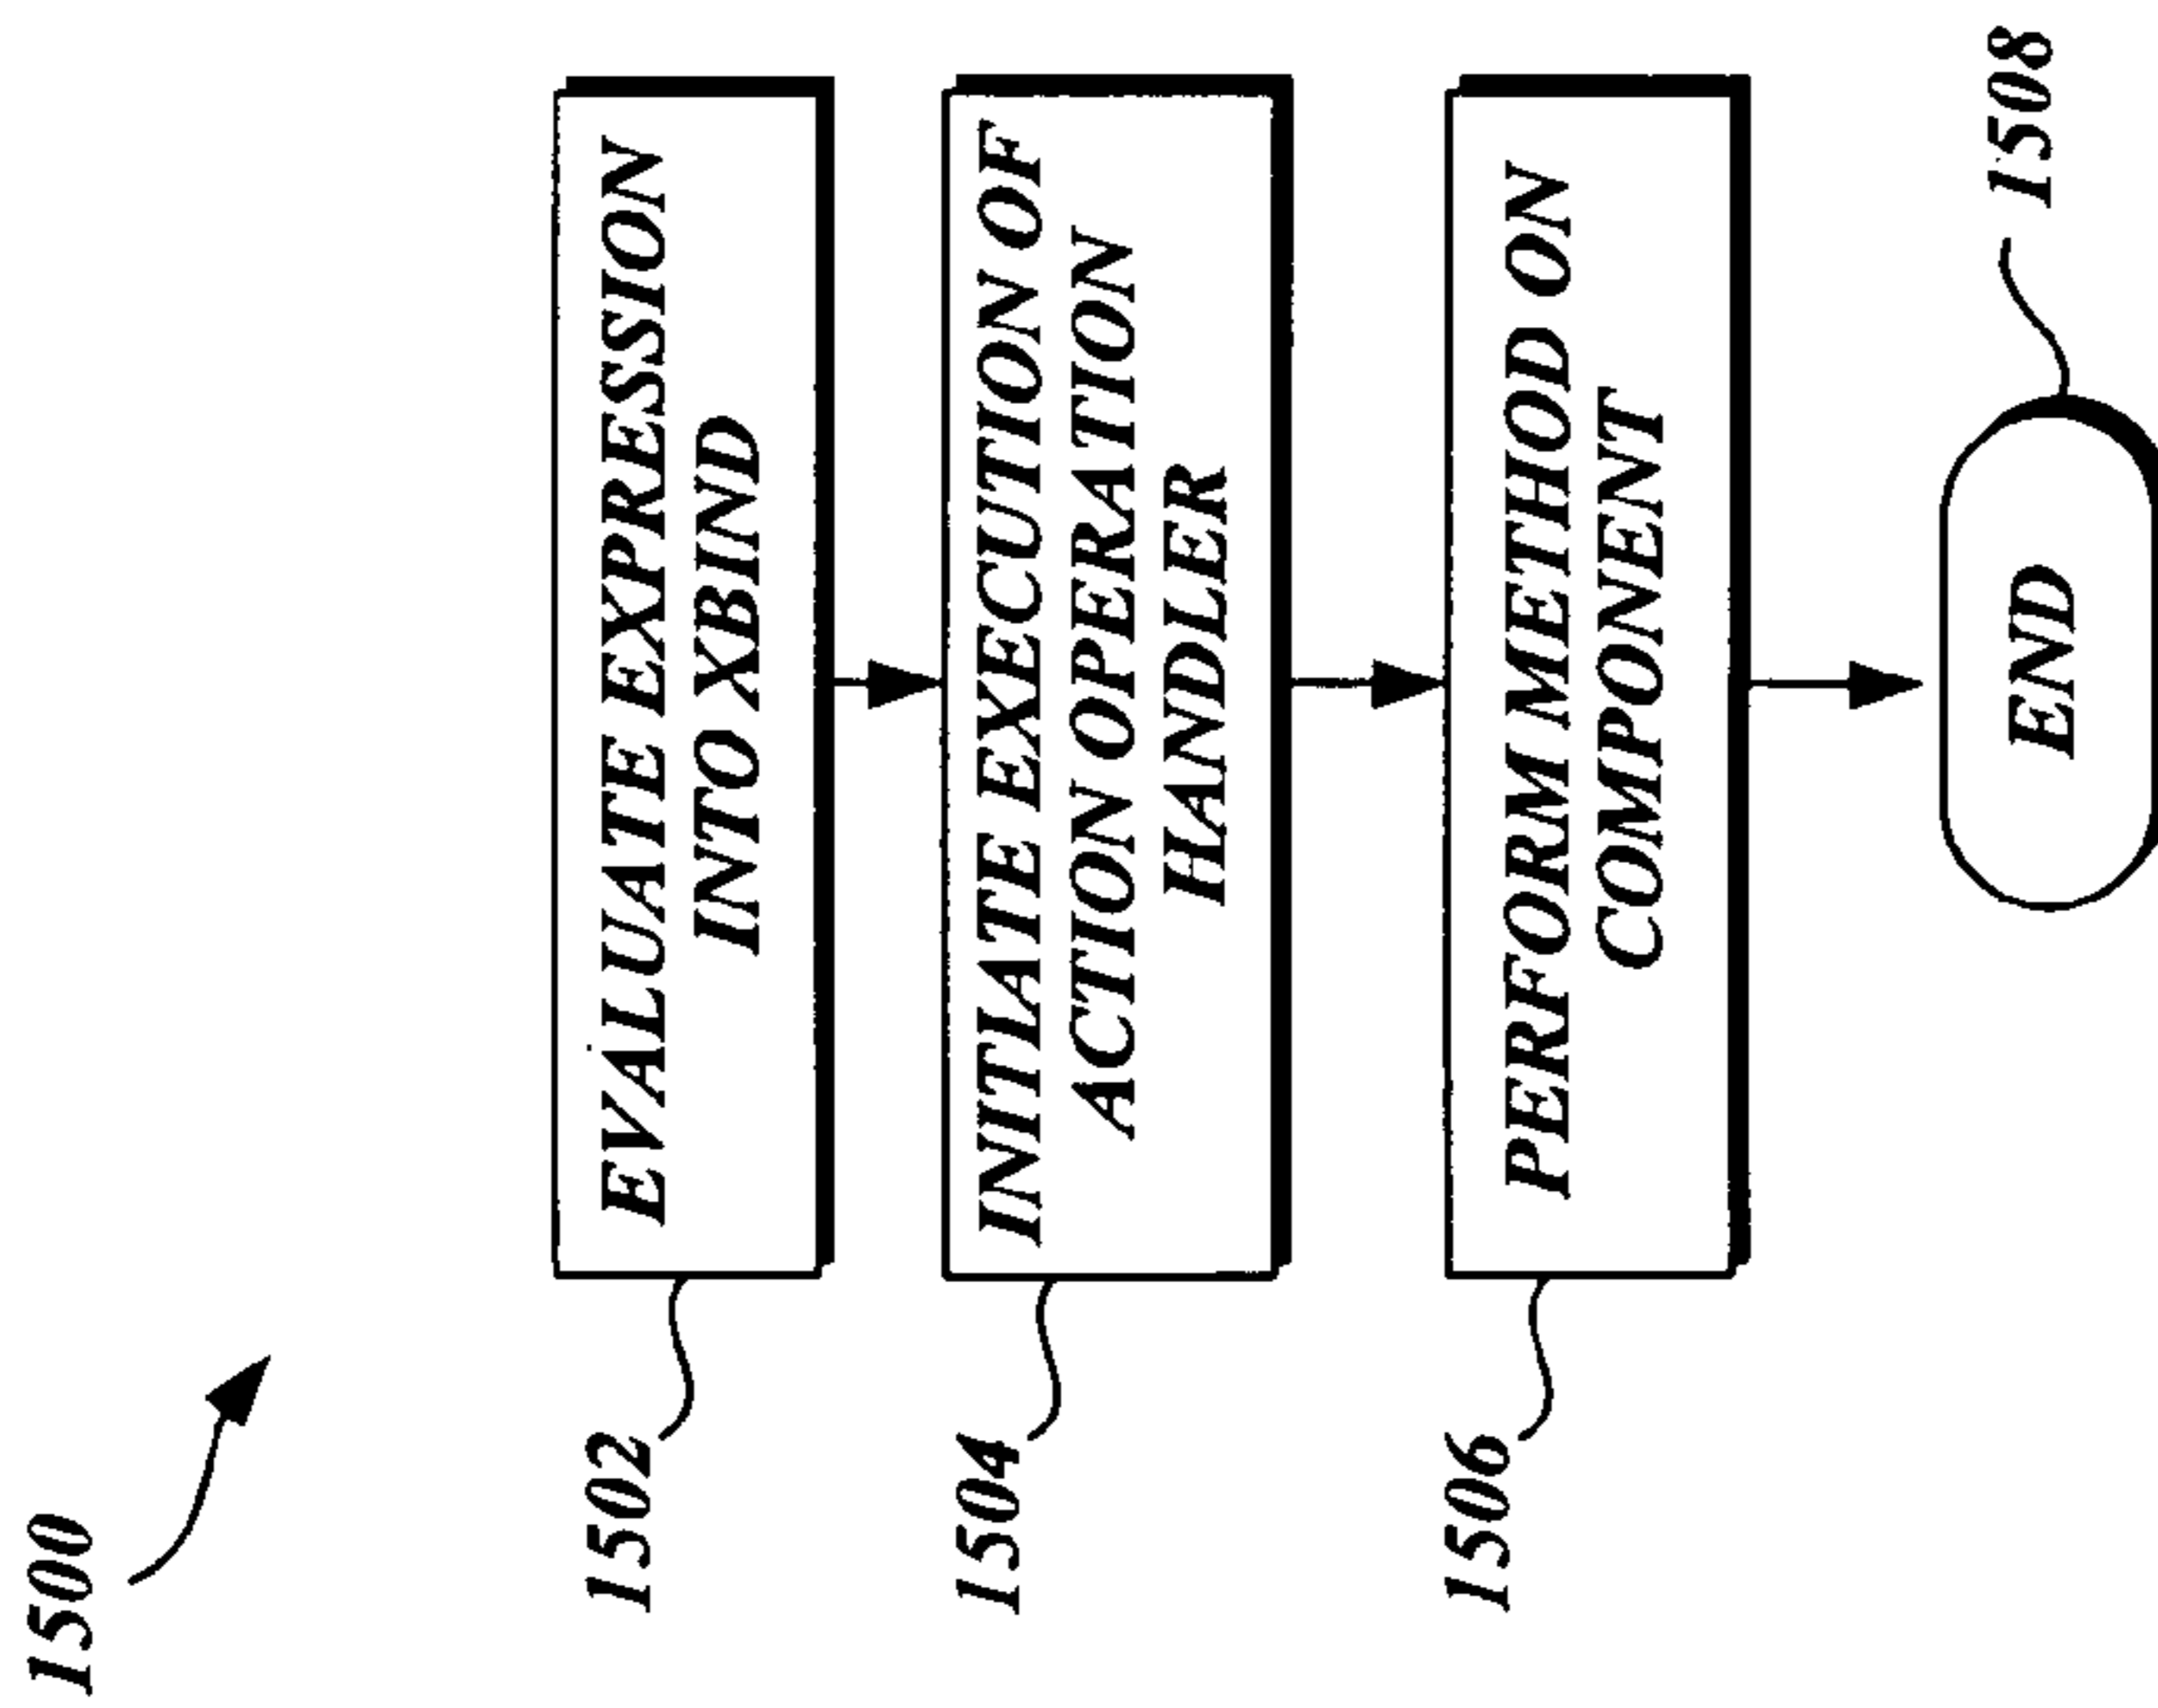 1500
1502
EVALUATE EXPRESSION
INTO XBIND
1504
INITIATE EXECUTION OF
ACTION OPERATION
HANDLER
1506
PERFORM METHOD ON
COMPONENT
END
1508